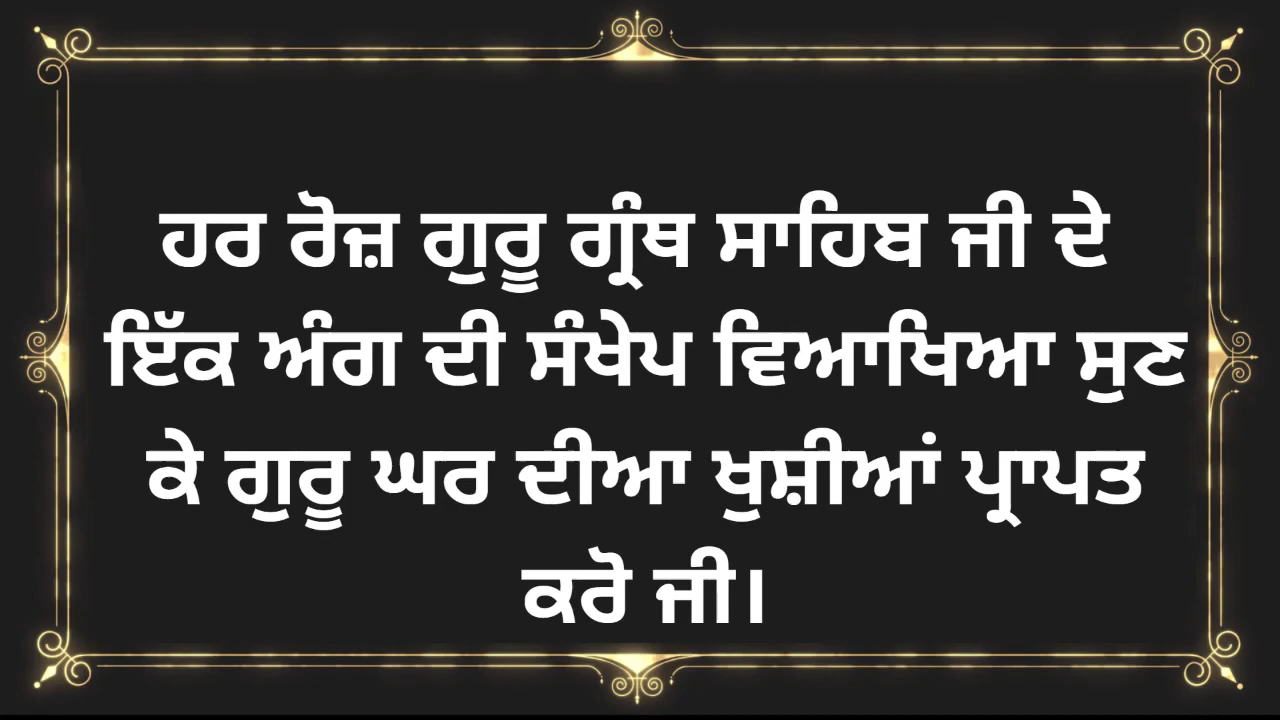 ਹਰ ਰੋਜ਼ ਗੁਰੂ ਗ੍ਰੰਥ ਸਾਹਿਬ ਜੀ ਦੇ
ਇੱਕ ਅੰਗ ਦੀ ਸੰਖੇਪ ਵਿਆਖਿਆ ਸੁਣ
ਕੇ ਗੁਰੂ ਘਰ ਦੀਆ ਖੁਸ਼ੀਆਂ ਪ੍ਰਾਪਤ
ਕਰੋ ਜੀ।